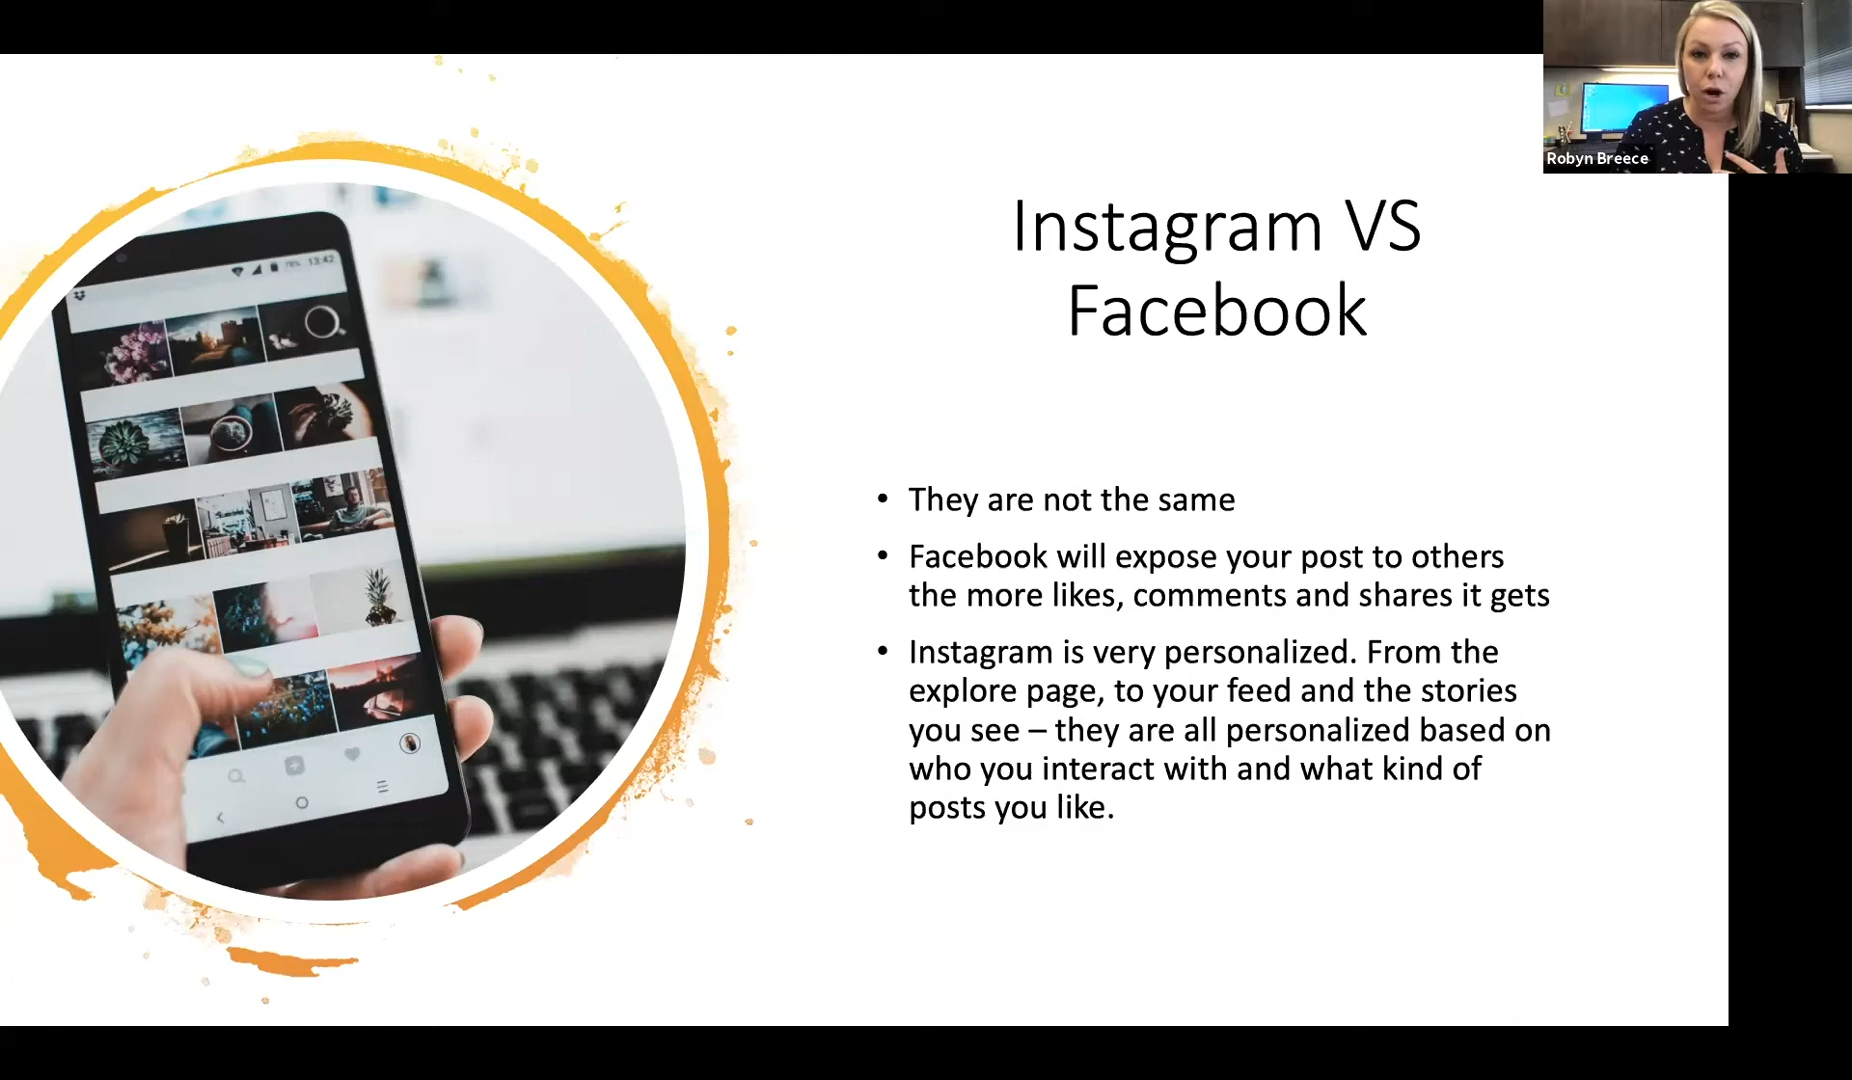 Robyn Breece
78% 13:42
Instagram VS
Facebook
• They are not the same
• Facebook will expose your post to others
the more likes, comments and shares it gets
• Instagram is very personalized. From the
explore page, to your feed and the stories
you see – they are all personalized based on
who you interact with and what kind of
posts you like.